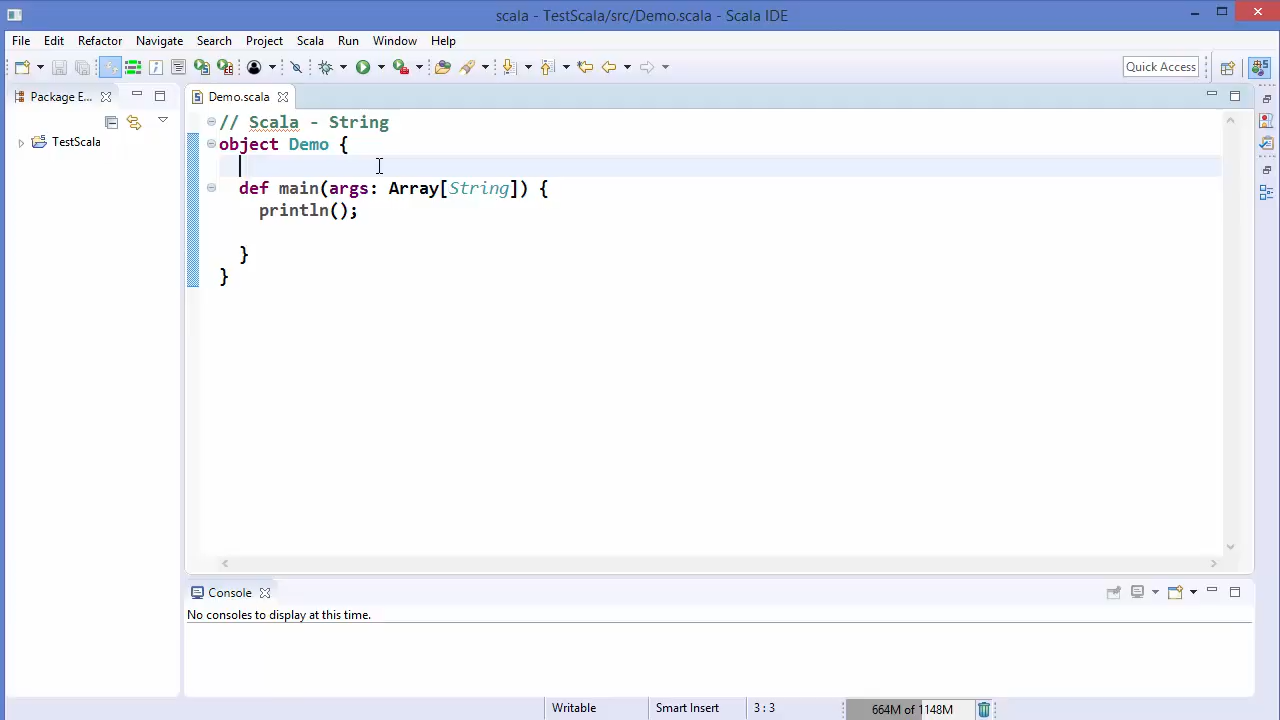 scala - TestScala/src/Demo.scala - Scala IDE
File Edit Refactor Navigate Search Project Scala Run Window Help
Quick Access
Package E...
Demo.scala
TestScala
// Scala - String
object Demo {
def main(args: Array[String]) {
println();
}
}
Console
No consoles to display at this time.
Writable Smart Insert 3 : 3 664M of 1148M